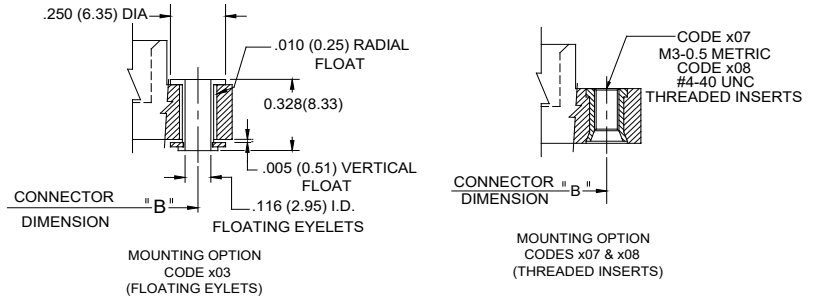 .250 (6.35) DIA
.010 (0.25) RADIAL
FLOAT
0.328(8.33)
.005 (0.51) VERTICAL
FLOAT
.116 (2.95) I.D.
FLOATING EYELETS
CONNECTOR
DIMENSION
"B"
MOUNTING OPTION
CODE x03
(FLOATING EYLETS)
CODE x07
M3-0.5 METRIC
CODE x08
#4-40 UNC
THREADED INSERTS
CONNECTOR
DIMENSION
"B"
MOUNTING OPTION
CODES x07 & x08
(THREADED INSERTS)